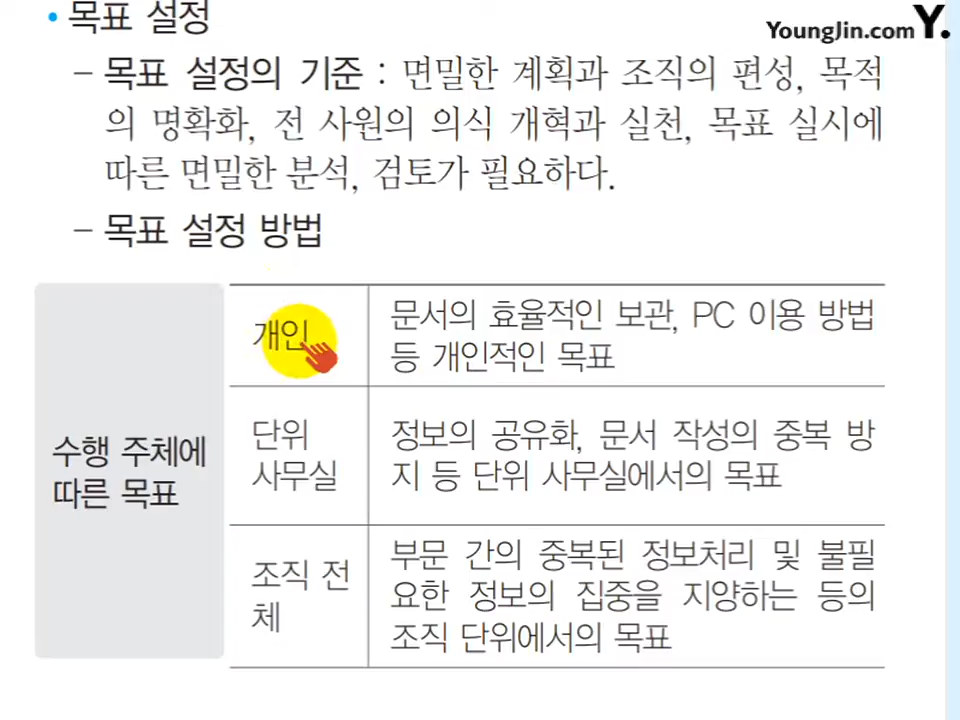 • 목표 설정
YoungJin.com Y.
– 목표 설정의 기준 : 면밀한 계획과 조직의 편성, 목적
의 명확화, 전 사원의 의식 개혁과 실천, 목표 실시에
따른 면밀한 분석, 검토가 필요하다.
– 목표 설정 방법
수행 주체에
따른 목표
개인
문서의 효율적인 보관, PC 이용 방법
등 개인적인 목표
단위
사무실
정보의 공유화, 문서 작성의 중복 방
지 등 단위 사무실에서의 목표
조직 전
체
부문 간의 중복된 정보처리 및 불필
요한 정보의 집중을 지양하는 등의
조직 단위에서의 목표